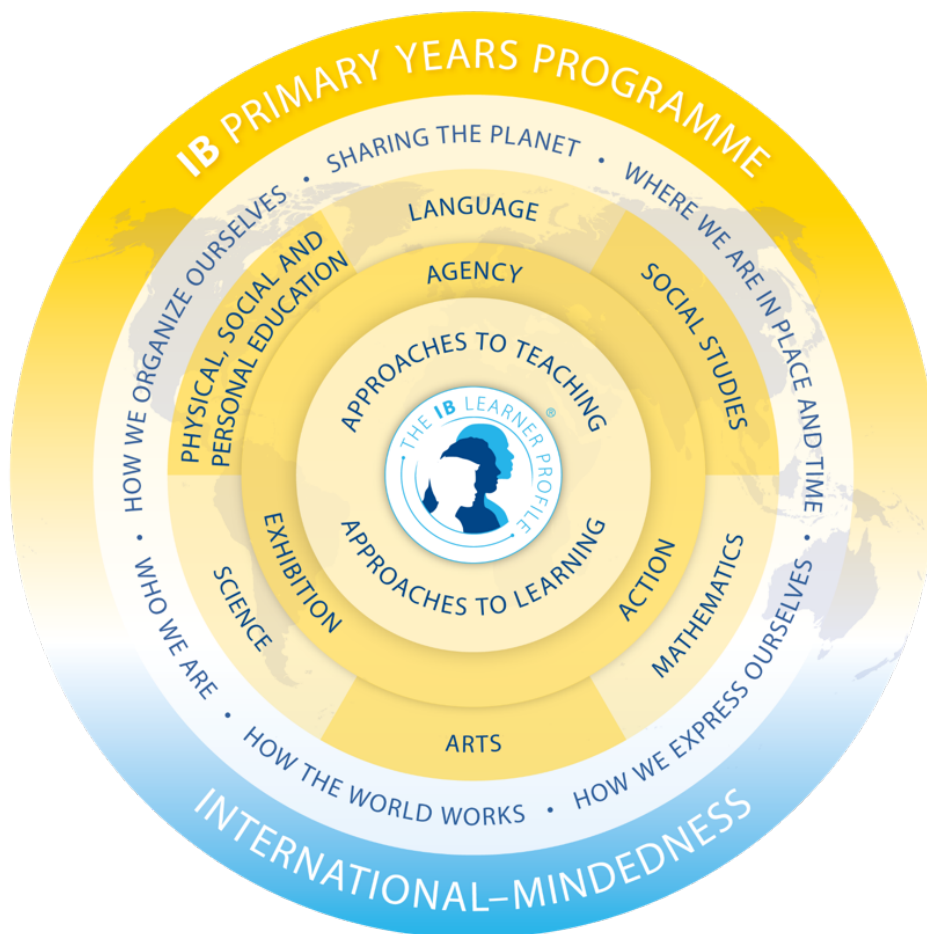 IB PRIMARY YEARS PROGRAMME
HOW WE ORGANIZE OURSELVES • SHARING THE PLANET • WHERE WE ARE IN PLACE AND TIME • HOW WE EXPRESS OURSELVES • HOW THE WORLD WORKS • WHO WE ARE •
LANGUAGE
SOCIAL STUDIES
MATHEMATICS
ARTS
SCIENCE
PHYSICAL, SOCIAL AND
PERSONAL EDUCATION
AGENCY
ACTION
EXHIBITION
APPROACHES TO TEACHING
THE IB LEARNER PROFILE ®
APPROACHES TO LEARNING
INTERNATIONAL–MINDEDNESS